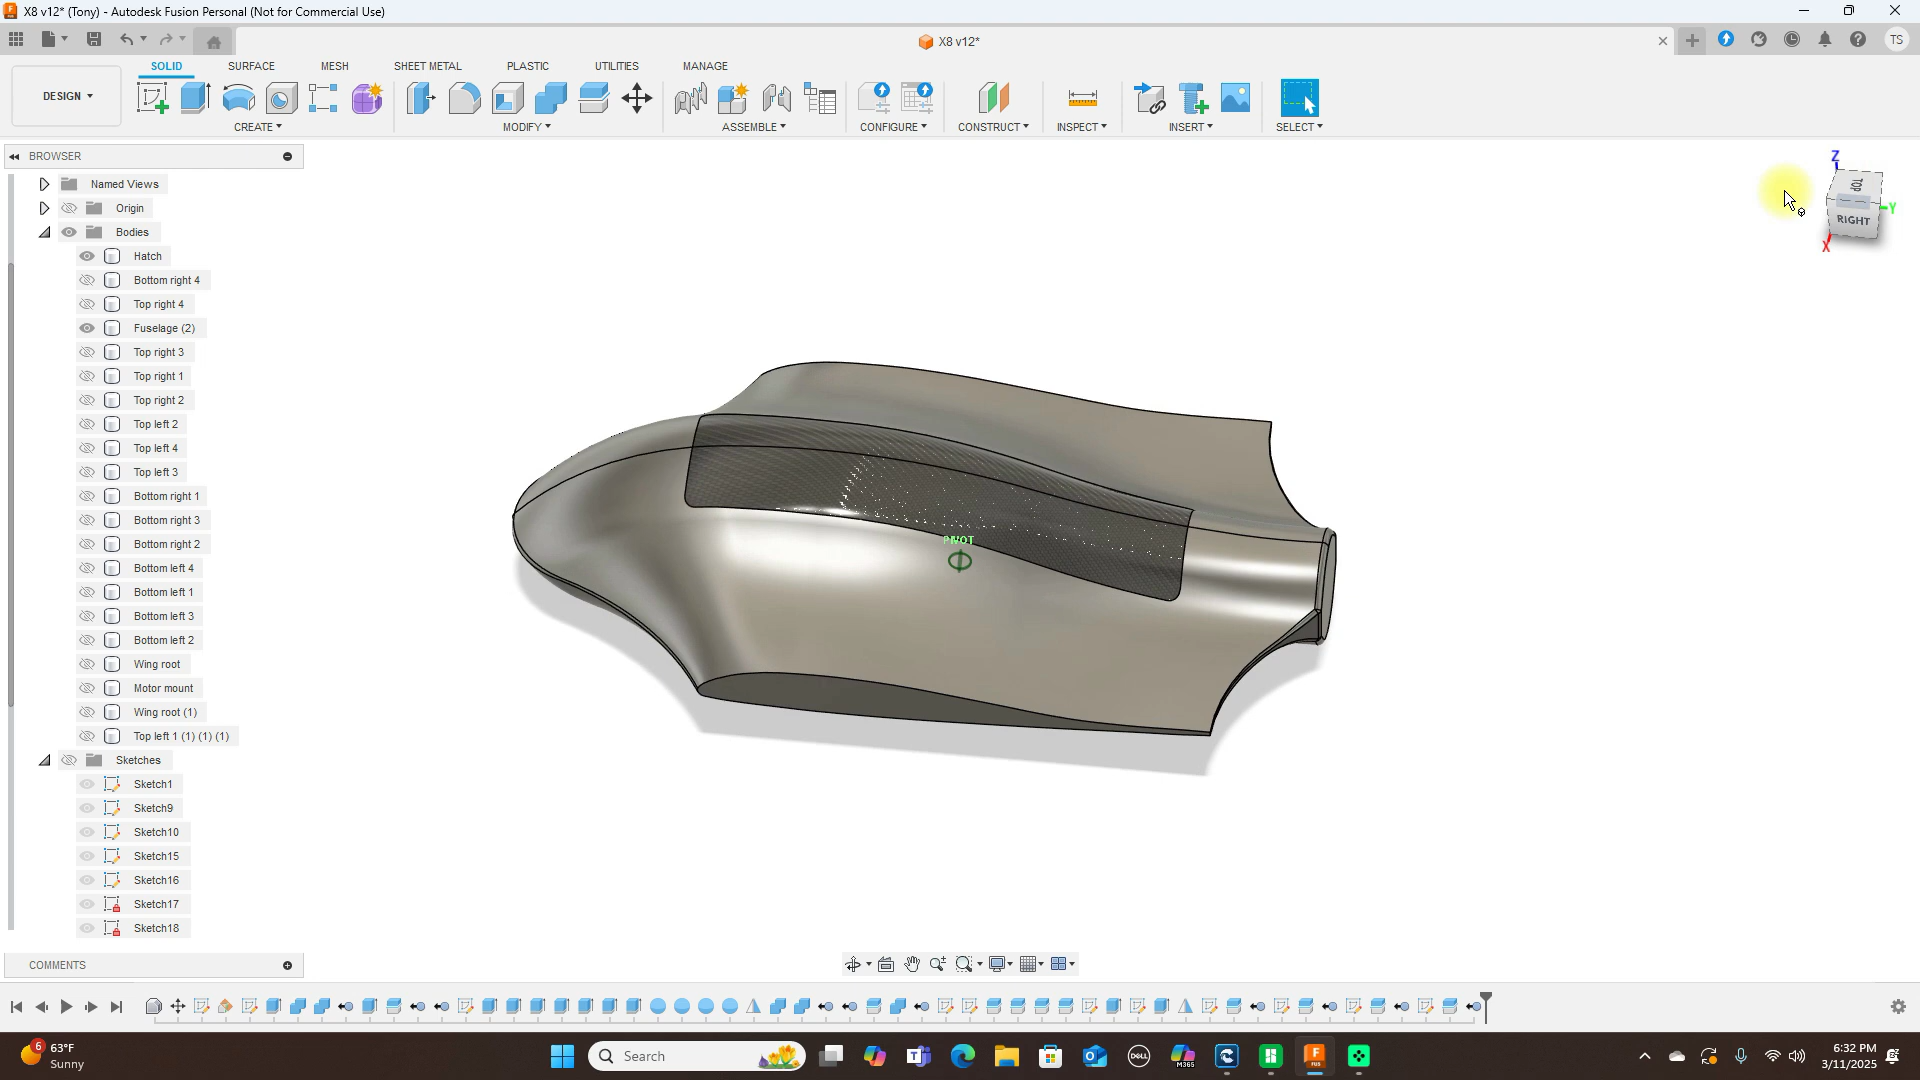 X8 v12* (Tony) - Autodesk Fusion Personal (Not for Commercial Use)
X8 v12*
TS
DESIGN
SOLID
SURFACE
MESH
SHEET METAL
PLASTIC
UTILITIES
MANAGE
CREATE
MODIFY
ASSEMBLE
CONFIGURE
CONSTRUCT
INSPECT
INSERT
SELECT
BROWSER
Named Views
Origin
Bodies
Hatch
Bottom right 4
Top right 4
Fuselage (2)
Top right 3
Top right 1
Top right 2
Top left 2
Top left 4
Top left 3
Bottom right 1
Bottom right 3
Bottom right 2
Bottom left 4
Bottom left 1
Bottom left 3
Bottom left 2
Wing root
Motor mount
Wing root (1)
Top left 1 (1) (1) (1)
Sketches
Sketch1
Sketch9
Sketch10
Sketch15
Sketch16
Sketch17
Sketch18
PIVOT
Z
TOP
RIGHT
Y
X
COMMENTS
6
63°F
Sunny
Search
DELL
M365
FUS
6:32 PM
3/11/2025